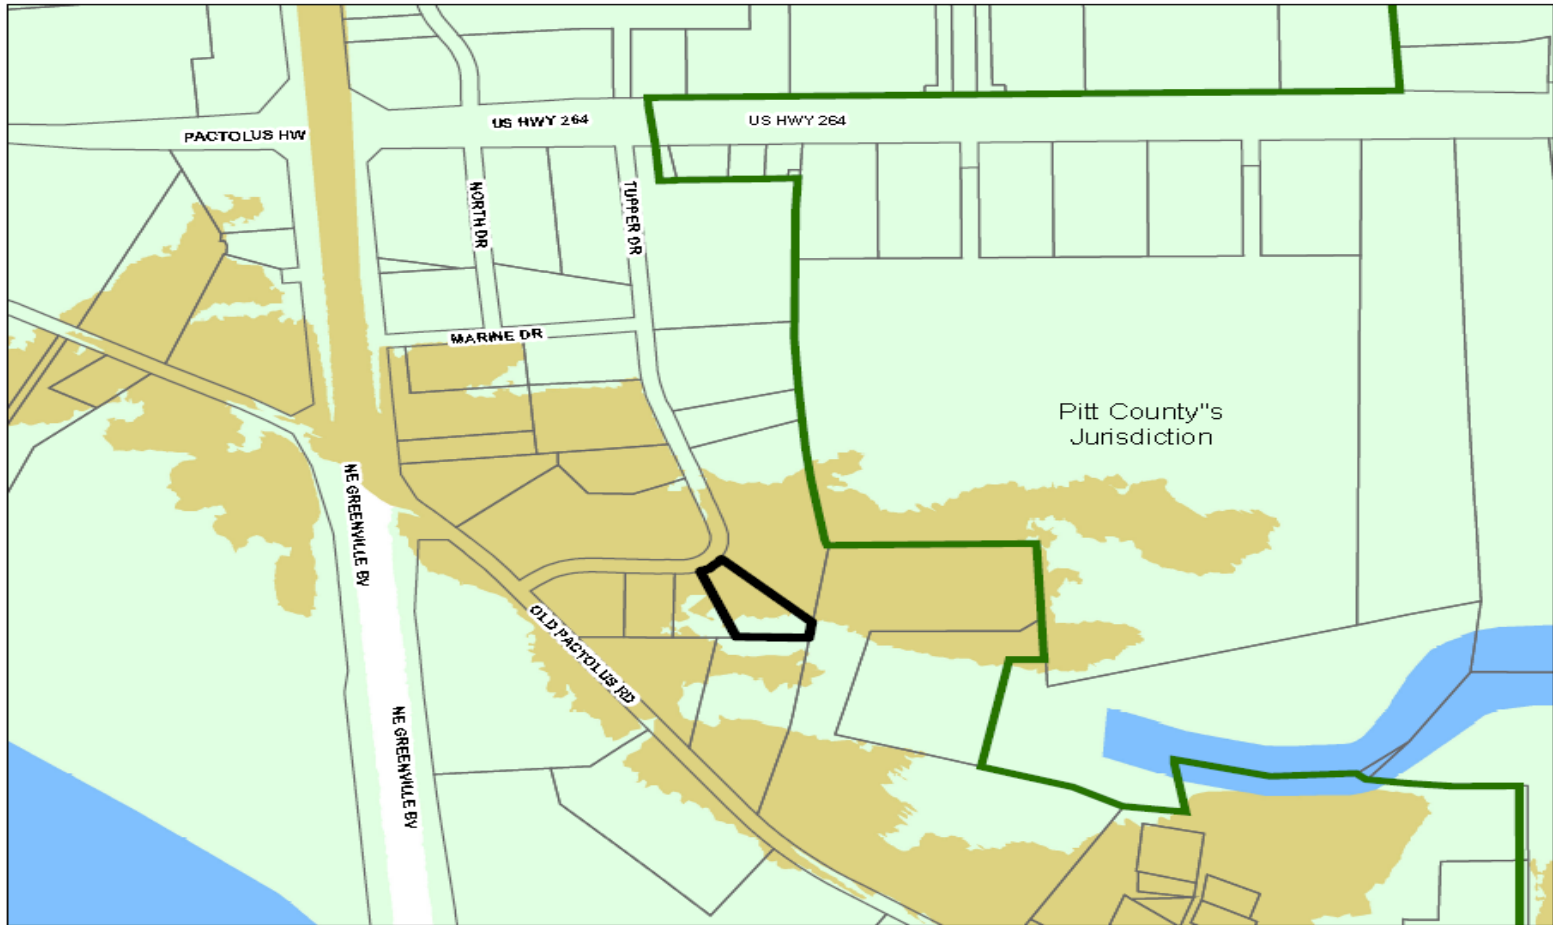 PACTOLUS HW
US HWY 264
US HWY 264
NORTH DR
TUPPER DR
MARINE DR
Pitt County"s
Jurisdiction
NE GREENVILLE BV
OLD PACTOLUS RD
NE GREENVILLE BV